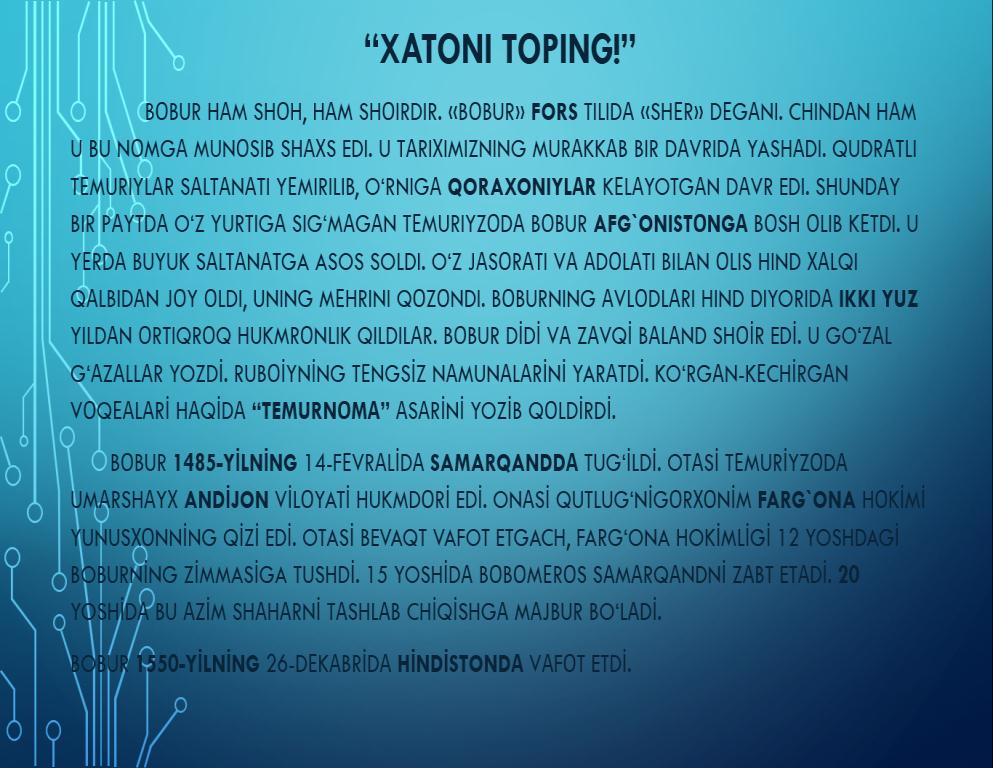 “XATONI TOPING!”
BOBUR HAM SHOH, HAM SHOIRDIR. «BOBUR» FORS TILIDA «SHER» DEGANI. CHINDAN HAM
U BU NOMGA MUNOSIB SHAXS EDI. U TARIXIMIZNING MURAKKAB BIR DAVRIDA YASHADI. QUDRATLI
TEMURIYLAR SALTANATI YEMIRILIB, O‘RNIGA QORAXONIYLAR KELAYOTGAN DAVR EDI. SHUNDAY
BIR PAYTDA O‘Z YURTIGA SIG‘MAGAN TEMURIYZODA BOBUR AFG`ONISTONGA BOSH OLIB KETDI. U
YERDA BUYUK SALTANATGA ASOS SOLDI. O‘Z JASORATI VA ADOLATI BILAN OLIS HIND XALQI
QALBIDAN JOY OLDI, UNING MEHRINI QOZONDI. BOBURNING AVLODLARI HIND DIYORIDA IKKI YUZ
YILDAN ORTIQROQ HUKMRONLIK QILDILAR. BOBUR DİDİ VA ZAVQİ BALAND SHOİR EDİ. U GO‘ZAL
G‘AZALLAR YOZDİ. RUBOİYNİNG TENGSİZ NAMUNALARİNİ YARATDİ. KO‘RGAN-KECHİRGAN
VOQEALARİ HAQİDA “TEMURNOMA” ASARİNİ YOZİB QOLDİRDİ.
BOBUR 1485-YİLNİNG 14-FEVRALİDA SAMARQANDDA TUG‘İLDİ. OTASİ TEMURİYZODA
UMARSHAYX ANDİJON VİLOYATİ HUKMDORİ EDİ. ONASİ QUTLUG‘NİGORXONİM FARG`ONA HOKİMİ
YUNUSXONNİNG QİZİ EDİ. OTASİ BEVAQT VAFOT ETGACH, FARG‘ONA HOKİMLİGİ 12 YOSHDAGİ
BOBURNİNG ZİMMASİGA TUSHDİ. 15 YOSHİDA BOBOMEROS SAMARQANDNİ ZABT ETADİ. 20
YOSHİDA BU AZİM SHAHARNİ TASHLAB CHİQİSHGA MAJBUR BO‘LADİ.
BOBUR 1550-YİLNİNG 26-DEKABRİDA HİNDİSTONDA VAFOT ETDİ.